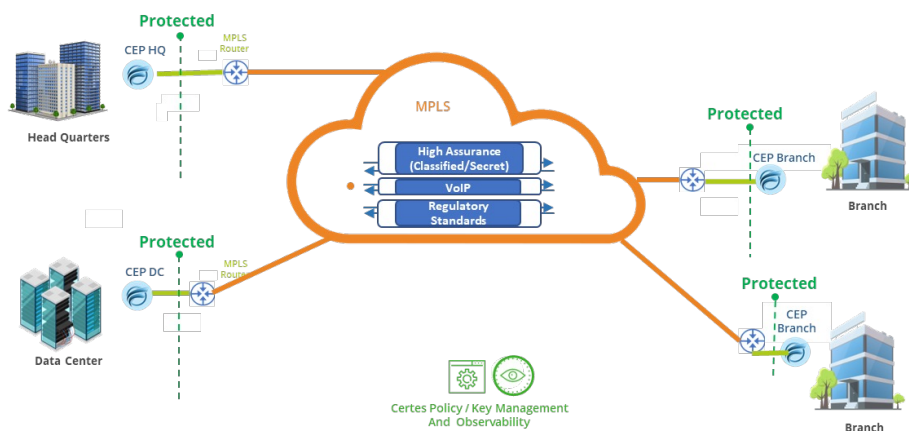 Protected
CEP HQ
MPLS
Router
Head Quarters
MPLS
High Assurance
(Classified/Secret)
VoIP
Regulatory
Standards
Protected
CEP Branch
Branch
Protected
CEP DC
MPLS
Router
Data Center
Protected
CEP
Branch
Branch
Certes Policy / Key Management
And Observability